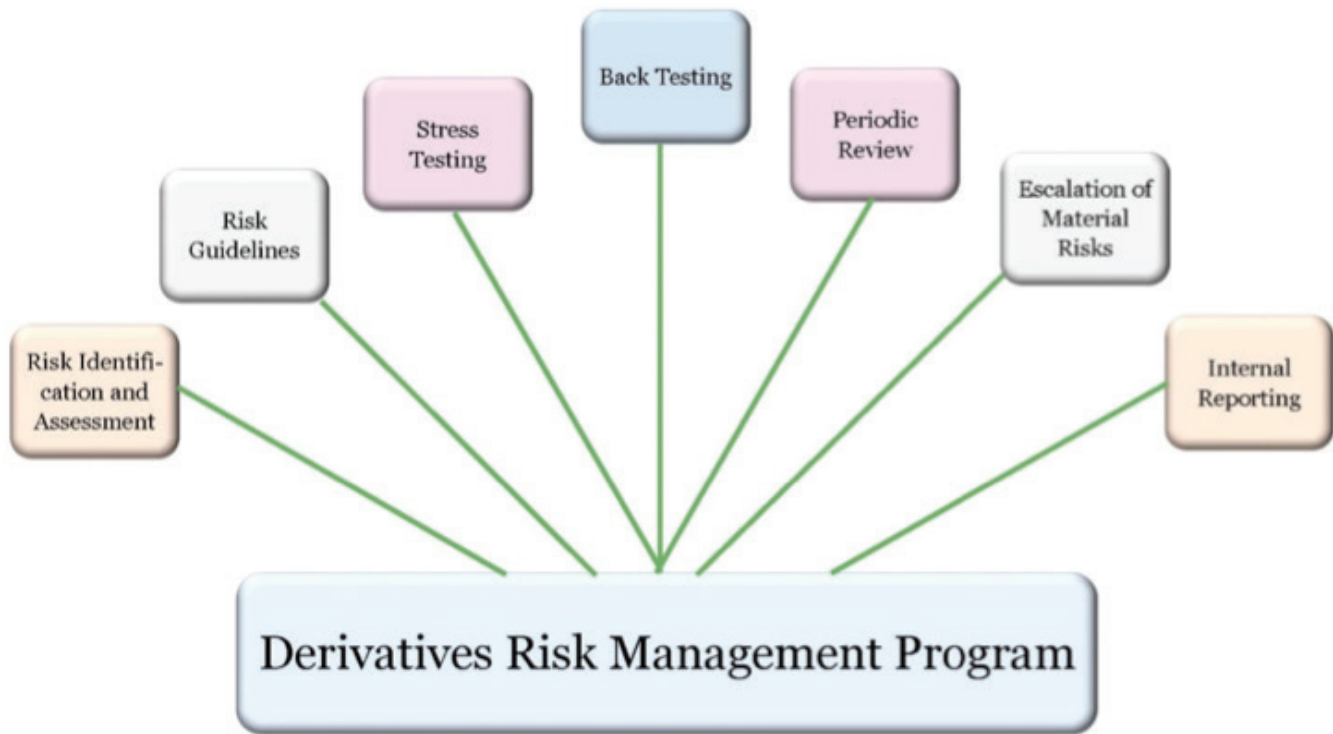 Back Testing
Stress
Testing
Periodic
Review
Risk
Guidelines
Escalation of
Material
Risks
Risk Identifi-
cation and
Assessment
Internal
Reporting
Derivatives Risk Management Program